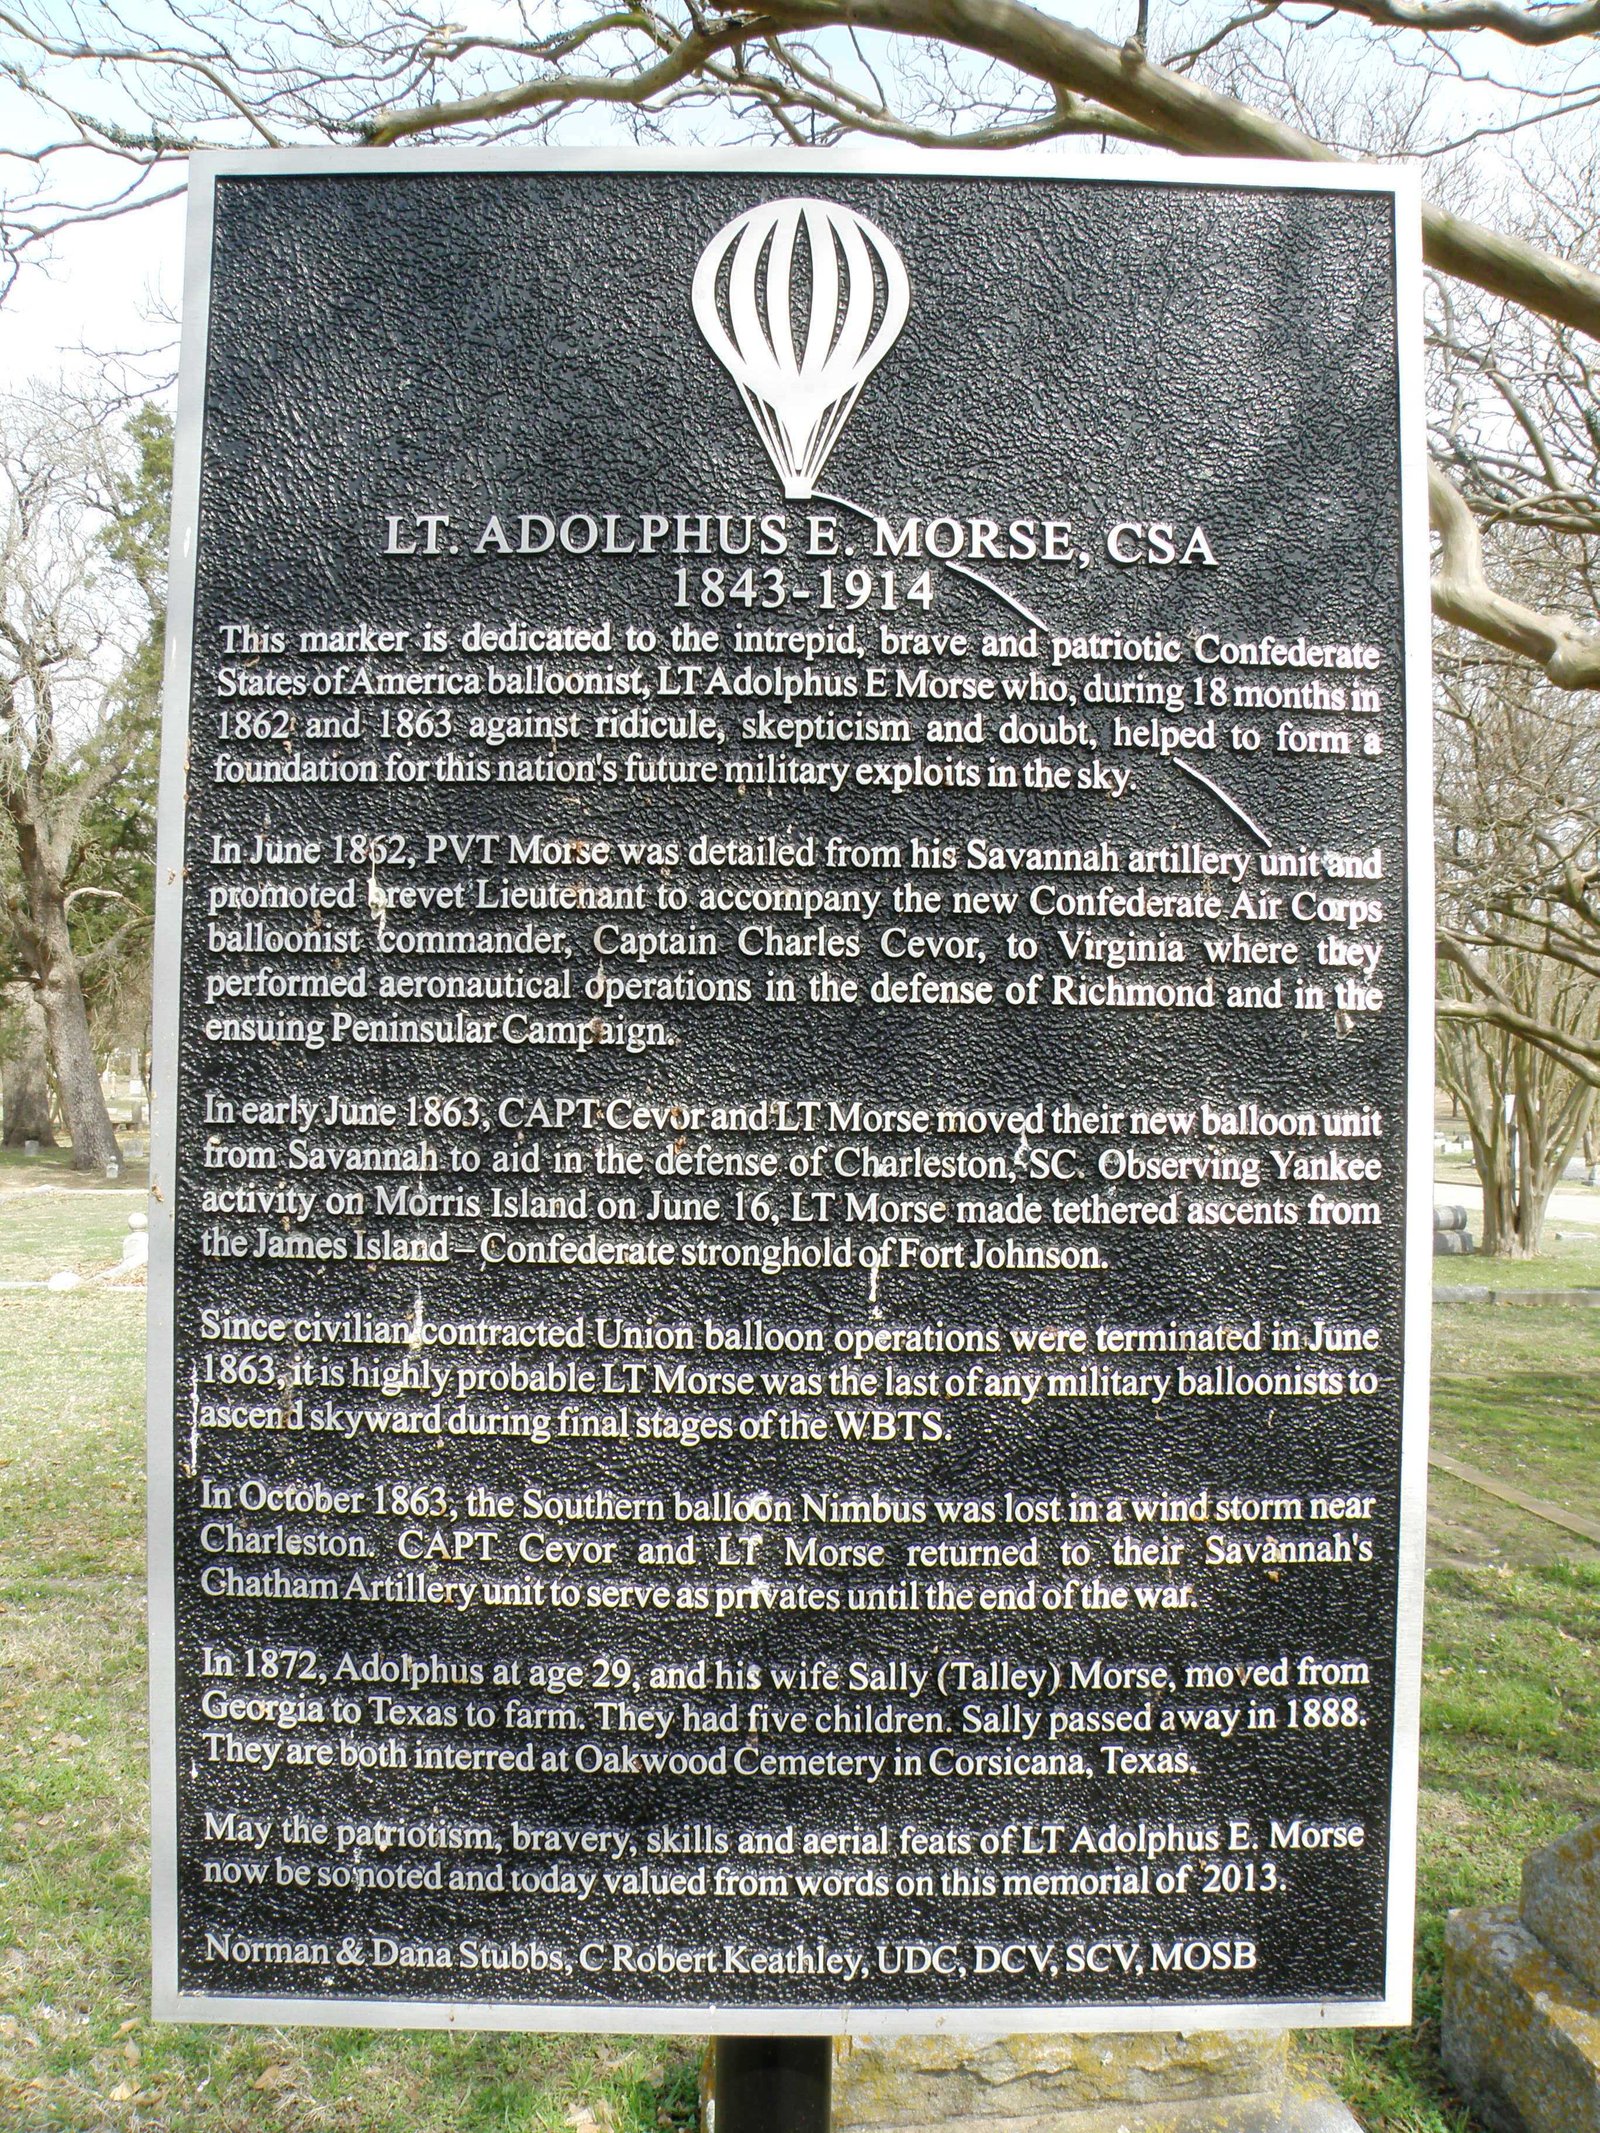 LT. ADOLPHUS E. MORSE, CSA
1843-1914
This marker is dedicated to the intrepid, brave and patriotic Confederate
States of America balloonist, LT Adolphus E Morse who, during 18 months in
1862 and 1863 against ridicule, skepticism and doubt, helped to form a
foundation for this nation's future military exploits in the sky.
In June 1862, PVT Morse was detailed from his Savannah artillery unit and
promoted brevet Lieutenant to accompany the new Confederate Air Corps
balloonist commander, Captain Charles Cevor, to Virginia where they
performed aeronautical operations in the defense of Richmond and in the
ensuing Peninsular Campaign.
In early June 1863, CAPT Cevor and LT Morse moved their new balloon unit
from Savannah to aid in the defense of Charleston, SC. Observing Yankee
activity on Morris Island on June 16, LT Morse made tethered ascents from
the James Island – Confederate stronghold of Fort Johnson.
Since civilian contracted Union balloon operations were terminated in June
1863, it is highly probable LT Morse was the last of any military balloonists to
ascend skyward during final stages of the WBTS.
In October 1863, the Southern balloon Nimbus was lost in a wind storm near
Charleston. CAPT Cevor and LT Morse returned to their Savannah's
Chatham Artillery unit to serve as privates until the end of the war.
In 1872, Adolphus at age 29, and his wife Sally (Talley) Morse, moved from
Georgia to Texas to farm. They had five children. Sally passed away in 1888.
They are both interred at Oakwood Cemetery in Corsicana, Texas.
May the patriotism, bravery, skills and aerial feats of LT Adolphus E. Morse
now be so noted and today valued from words on this memorial of 2013.
Norman & Dana Stubbs, C Robert Keathley, UDC, DCV, SCV, MOSB